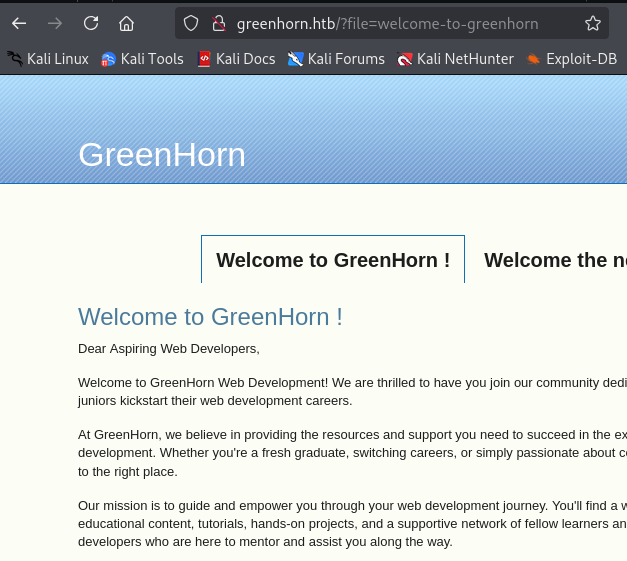 greenhorn.htb/?file=welcome-to-greenhorn
Kali Linux Kali Tools Kali Docs Kali Forums Kali NetHunter Exploit-DB
GreenHorn
Welcome to GreenHorn ! Welcome the
Welcome to GreenHorn !
Dear Aspiring Web Developers,
Welcome to GreenHorn Web Development! We are thrilled to have you join our community
juniors kickstart their web development careers.
At GreenHorn, we believe in providing the resources and support you need to succeed in the
development. Whether you're a fresh graduate, switching careers, or simply passionate about
to the right place.
Our mission is to guide and empower you through your web development journey. You'll find a
educational content, tutorials, hands-on projects, and a supportive network of fellow learners
developers who are here to mentor and assist you along the way.